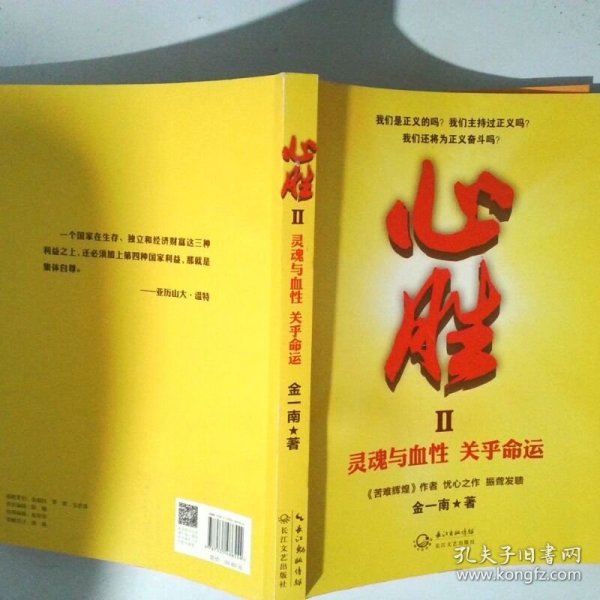 一个国家在生存、独立和经济财富这三种
利益之上，还必须加上第四种国家利益，那就是
集体自尊。
——亚历山大·温特
心胜
II
灵魂与血性 关乎命运
金一南★著
长江文艺出版社
我们是正义的吗？我们主持过正义吗？
我们还将为正义奋斗吗？
心胜
II
灵魂与血性 关乎命运
《苦难辉煌》作者 忧心之作 振聋发聩
金一南★著
长江出版传媒
长江文艺出版社
孔夫子旧书网
www.kongfz.com